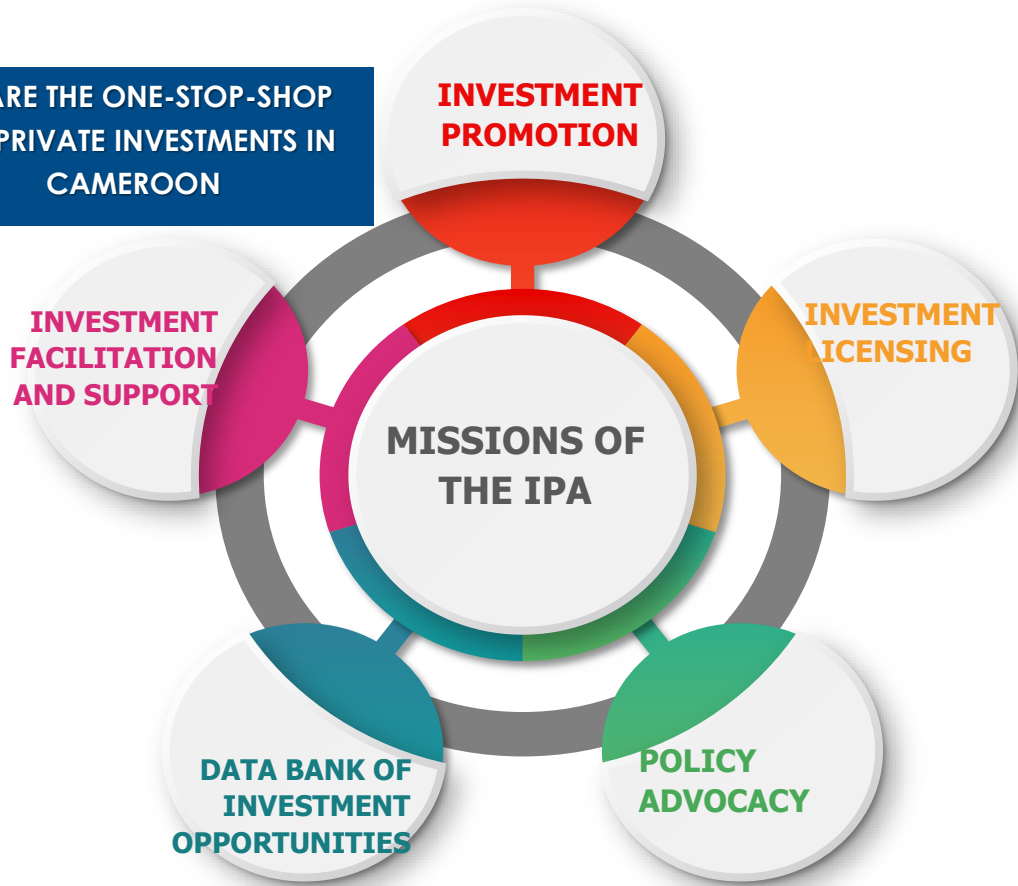 ARE THE ONE-STOP-SHOP
PRIVATE INVESTMENTS IN
CAMEROON
INVESTMENT
PROMOTION
INVESTMENT
LICENSING
POLICY
ADVOCACY
DATA BANK OF
INVESTMENT
OPPORTUNITIES
INVESTMENT
FACILITATION
AND SUPPORT
MISSIONS OF
THE IPA